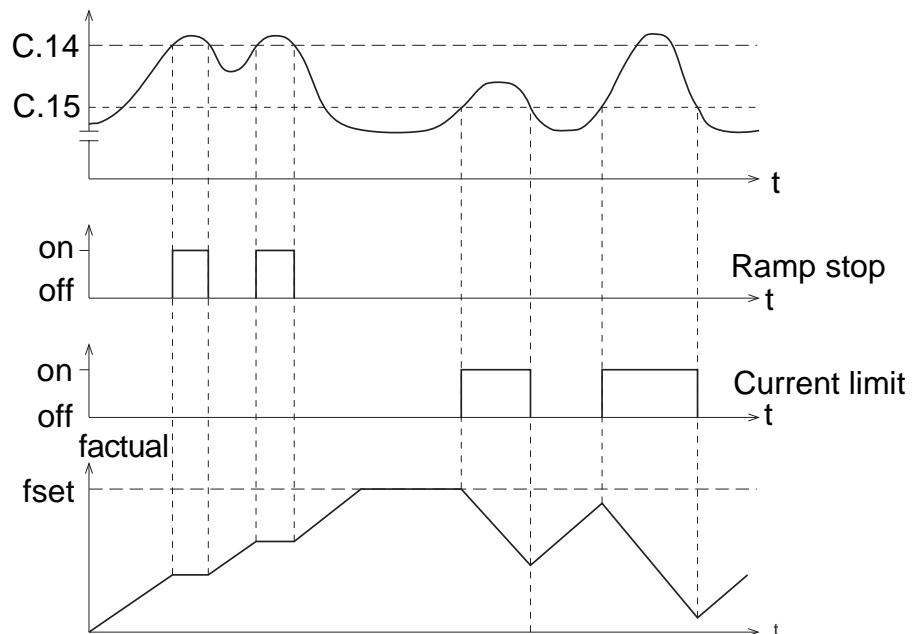 C.14
C.15
t
on
off
Ramp stop
t
on
off
Current limit
t
factual
fset
t